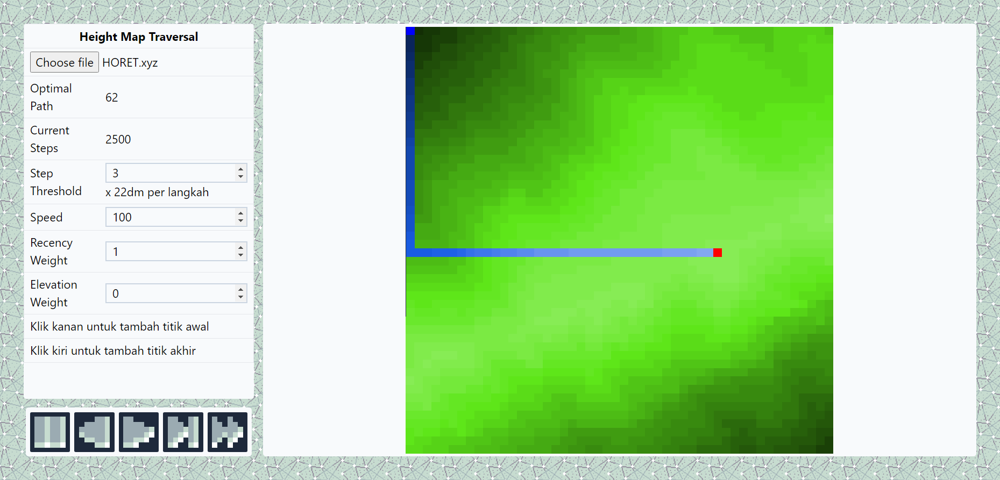 Height Map Traversal
Choose file HORET.xyz
Optimal
Path
62
Current
Steps
2500
Step
Threshold
3
x 22dm per langkah
Speed
100
Recency
Weight
1
Elevation
Weight
0
Klik kanan untuk tambah titik awal
Klik kiri untuk tambah titik akhir